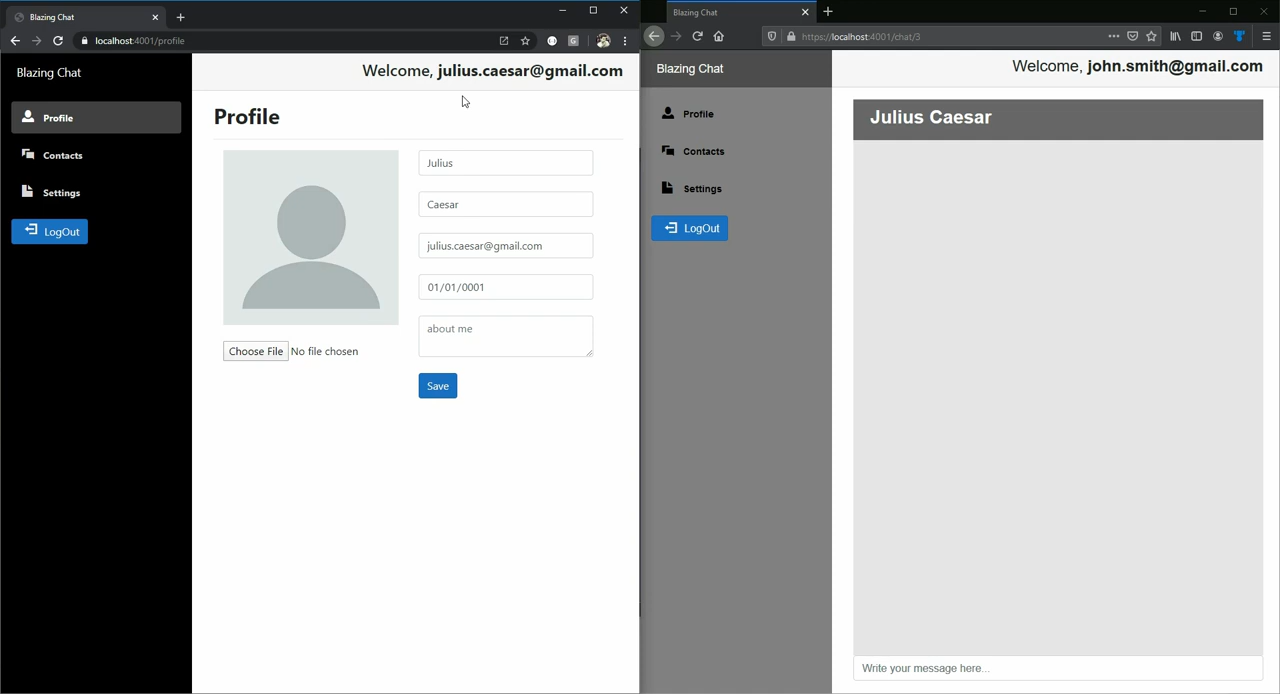 Blazing Chat
localhost:4001/profile
G
Blazing Chat
Welcome, julius.caesar@gmail.com
Profile
Contacts
Settings
LogOut
Profile
Julius
Caesar
julius.caesar@gmail.com
01/01/0001
about me
Choose File No file chosen
Save
Blazing Chat
https://localhost:4001/chat/3
Blazing Chat
Welcome, john.smith@gmail.com
Profile
Contacts
Settings
LogOut
Julius Caesar
Write your message here...